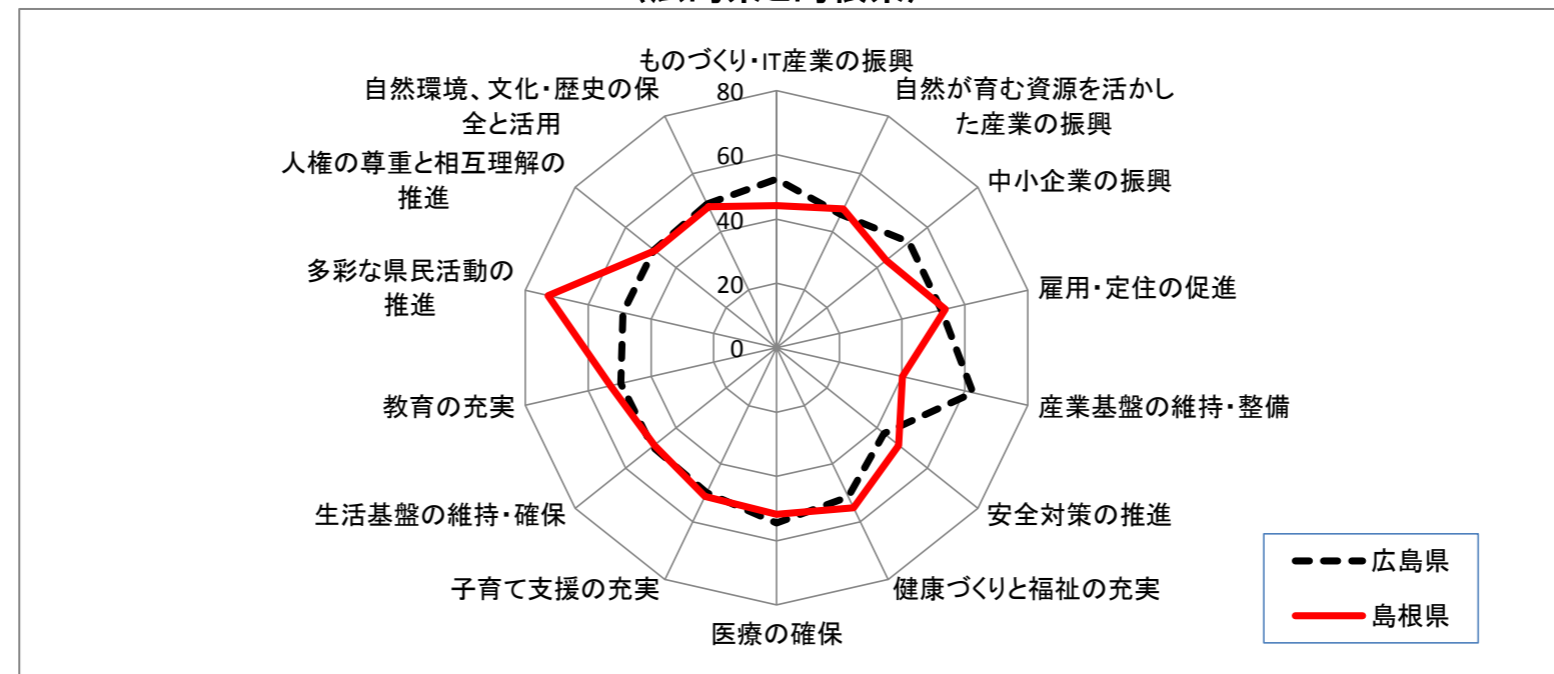 ものづくり・IT産業の振興
自然が育む資源を活かし
た産業の振興
中小企業の振興
雇用・定住の促進
産業基盤の維持・整備
安全対策の推進
健康づくりと福祉の充実
医療の確保
子育て支援の充実
生活基盤の維持・確保
教育の充実
多彩な県民活動の
推進
人権の尊重と相互理解の
推進
自然環境、文化・歴史の保
全と活用
80
60
40
20
0
広島県
島根県